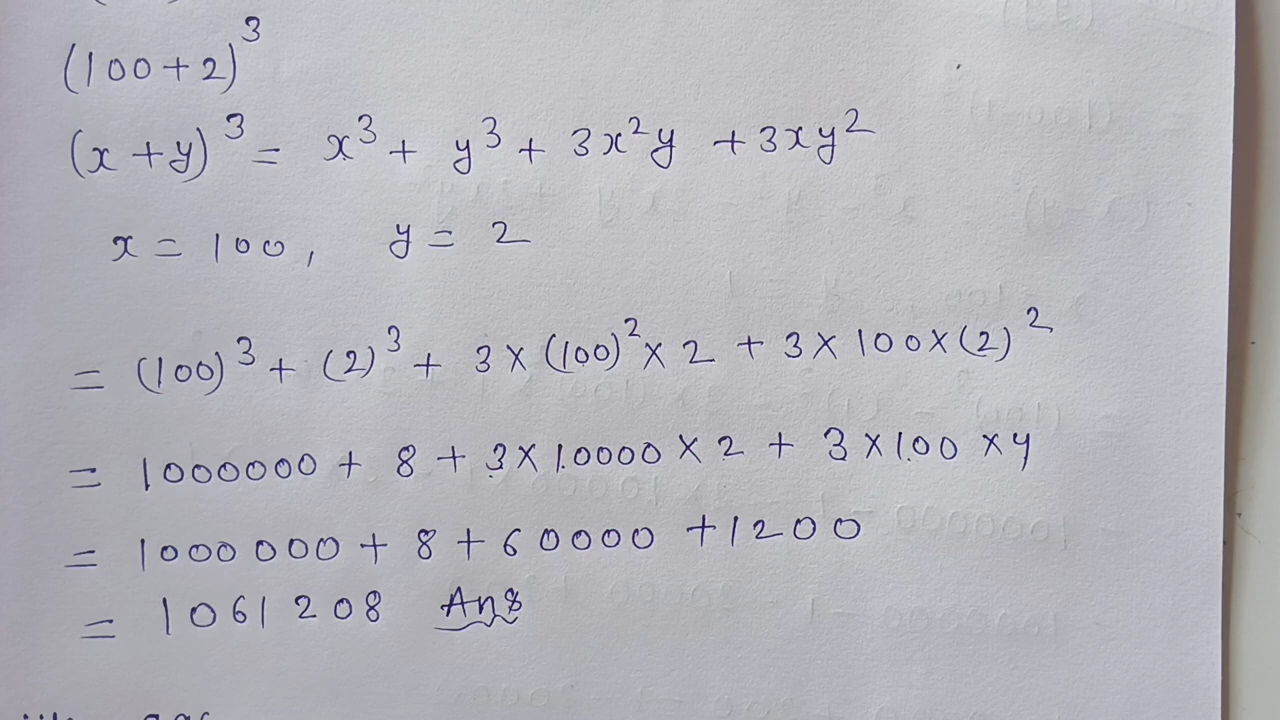 (100+2)³
(x+y)³ = x³ + y³ + 3x²y + 3xy²
x = 100, y = 2
= (100)³ + (2)³ + 3 × (100)² × 2 + 3 × 100 × (2)²
= 1000000 + 8 + 3 × 10000 × 2 + 3 × 100 × 4
= 1000000 + 8 + 60000 + 1200
= 1061208 Ans